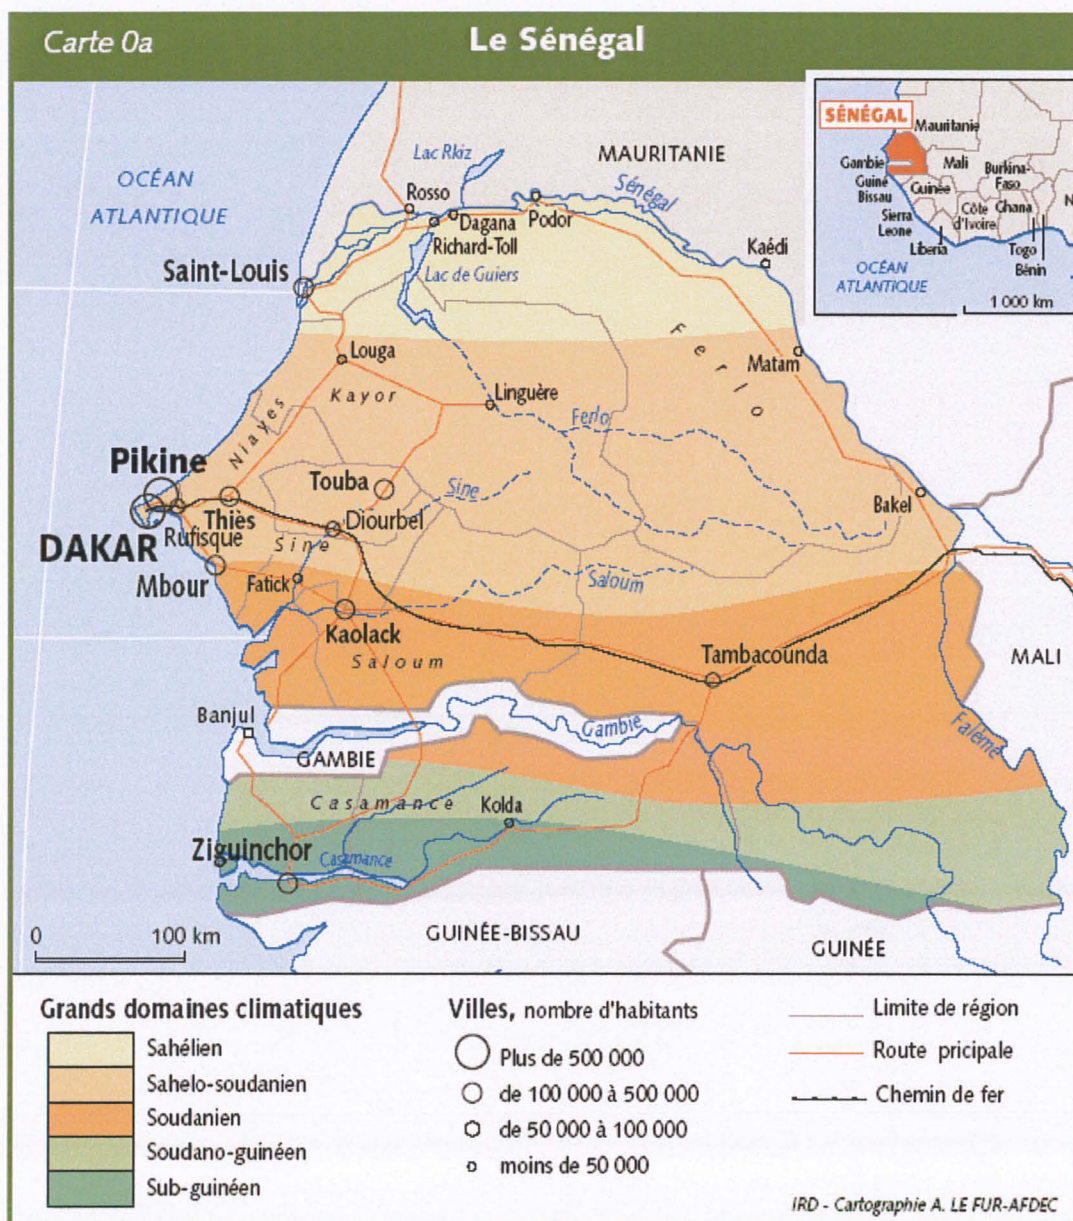 Carte 0a
Le Sénégal
SÉNÉGAL
Mauritanie
Gambie
Mali
Burkina-
Faso
Guiné
Bissau
Guinée
Côte
d'Ivoire
Ghana
N
Sierra
Leone
Liberia
Togo
Bénin
OCÉAN
ATLANTIQUE
1 000 km
OCÉAN
ATLANTIQUE
Lac Rkiz
MAURITANIE
Sénégal
Rosso
Dagana
Podor
Richard-Toll
Kaédi
Saint-Louis
Lac de Guiers
Ferlo
Louga
Matam
Kayor
Linguère
Niayes
Ferlo
Pikine
Touba
Sine
Bakel
Thiès
Diourbel
DAKAR
Rufisque
Sine
Mbour
Fatick
Saloum
Kaolack
Saloum
Tambacounda
MALI
Banjul
Gambie
Falémé
GAMBIE
Casamance
Kolda
Ziguinchor
Casamance
0 100 km
GUINÉE-BISSAU
GUINÉE
Grands domaines climatiques
Sahélien
Sahelo-soudanien
Soudanien
Soudano-guinéen
Sub-guinéen
Villes, nombre d'habitants
Plus de 500 000
de 100 000 à 500 000
de 50 000 à 100 000
moins de 50 000
Limite de région
Route pricipale
Chemin de fer
IRD - Cartographie A. LE FUR-AFDEC